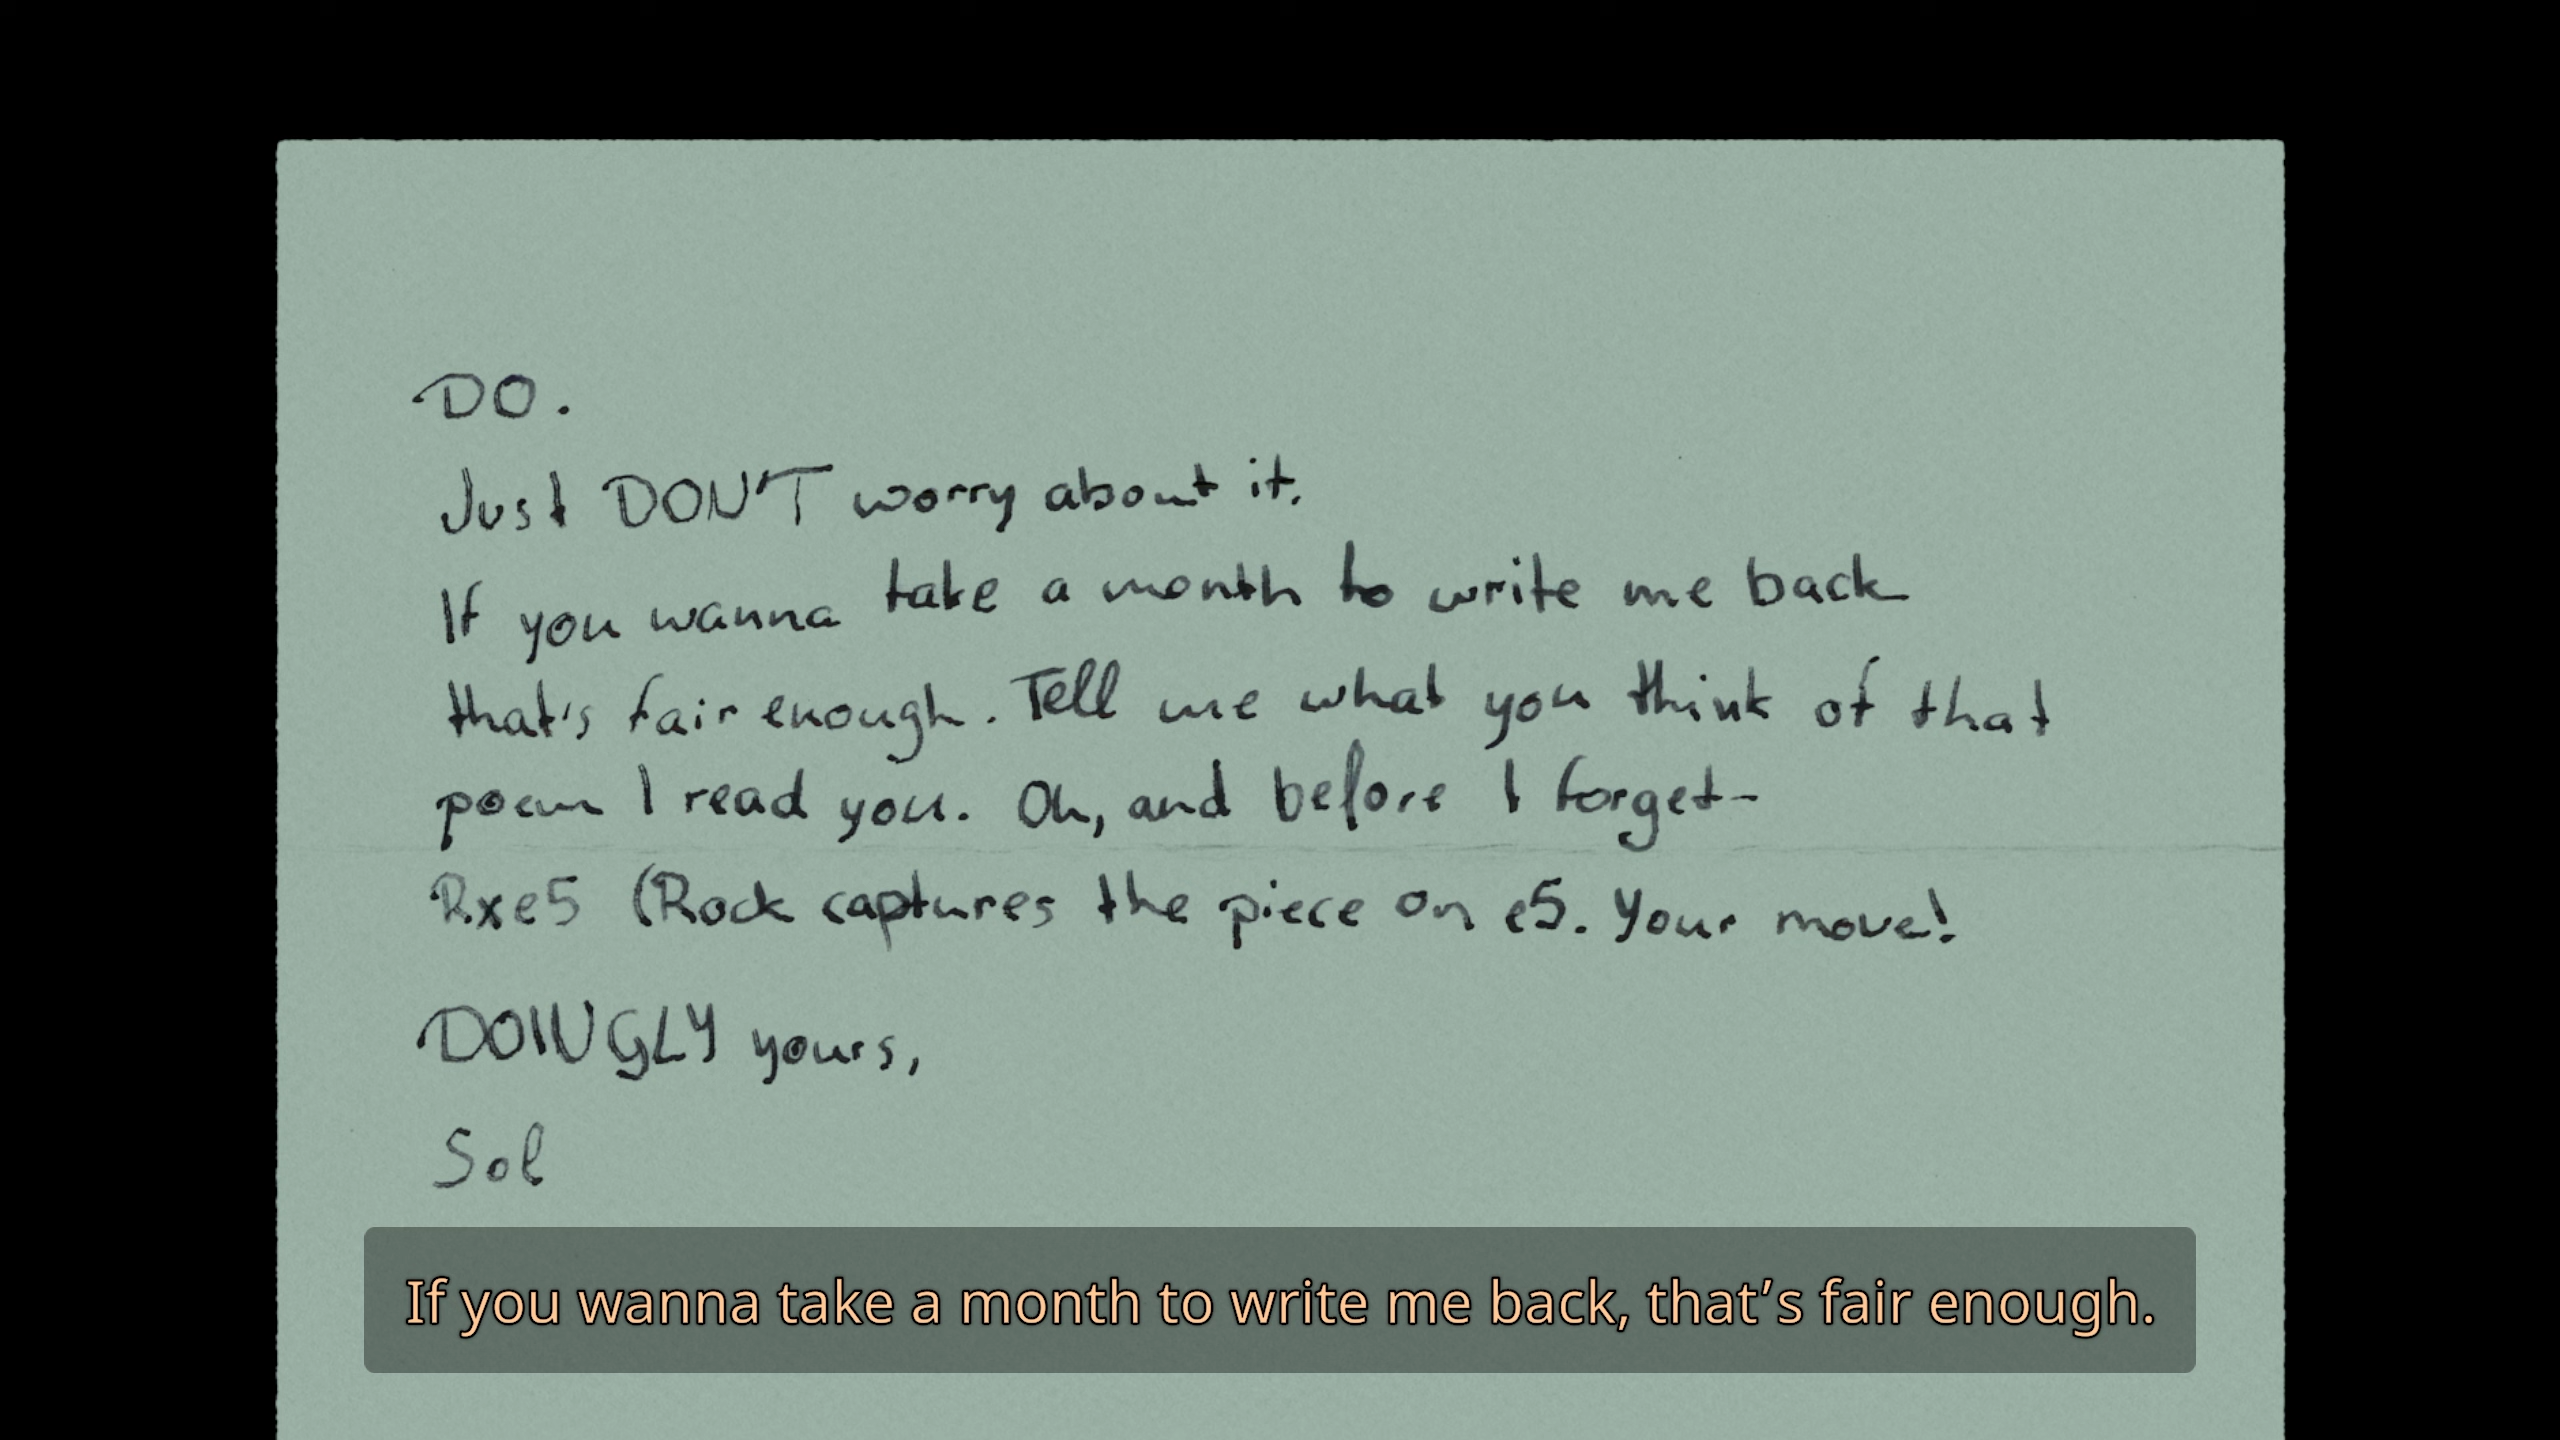 DO.
Just DON'T worry about it.
If you wanna take a month to write me back
that's fair enough. Tell me what you think of that
poem I read you. Oh, and before I forget-
Rxe5 (Rock captures the piece on e5. Your move!
DOINGLY yours,
Sol
If you wanna take a month to write me back, that’s fair enough.